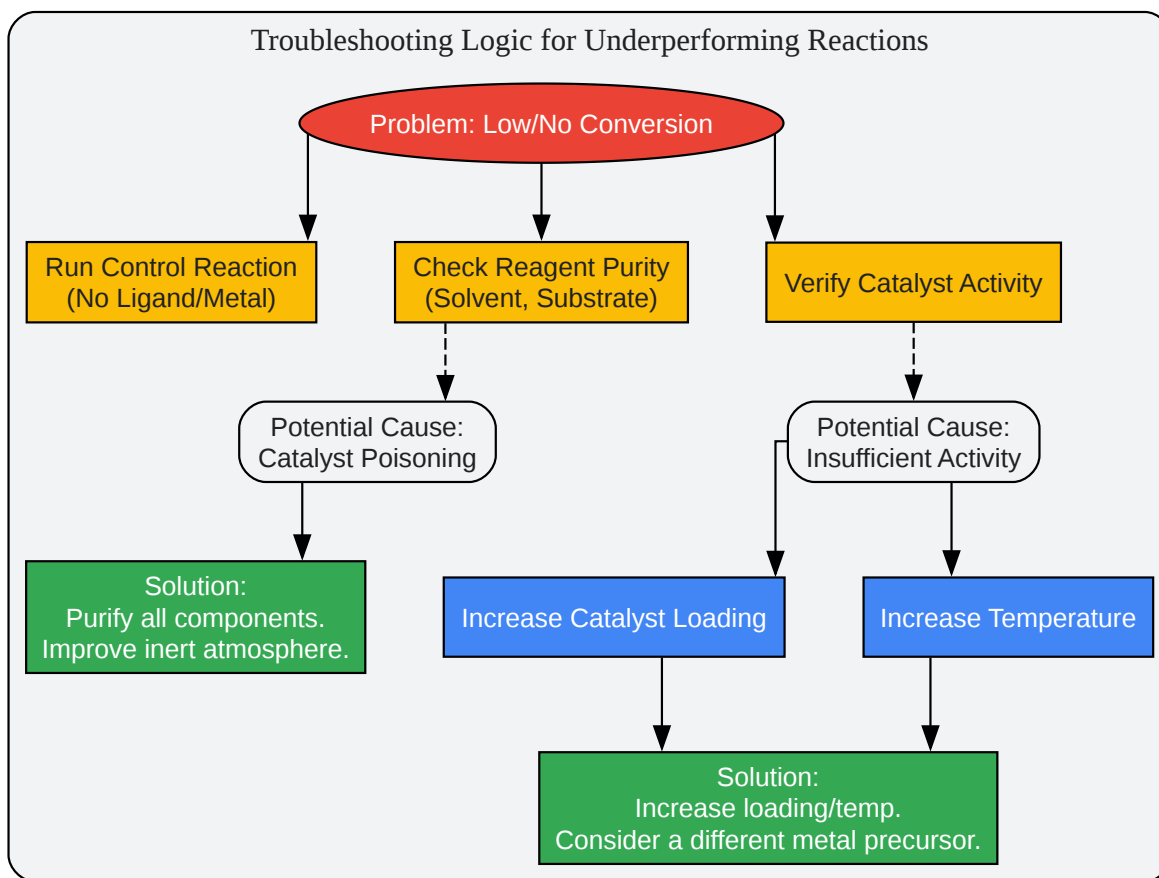 Troubleshooting Logic for Underperforming Reactions
Problem: Low/No Conversion
Run Control Reaction
(No Ligand/Metal)
Check Reagent Purity
(Solvent, Substrate)
Verify Catalyst Activity
Potential Cause:
Catalyst Poisoning
Potential Cause:
Insufficient Activity
Solution:
Purify all components.
Improve inert atmosphere.
Increase Catalyst Loading
Increase Temperature
Solution:
Increase loading/temp.
Consider a different metal precursor.